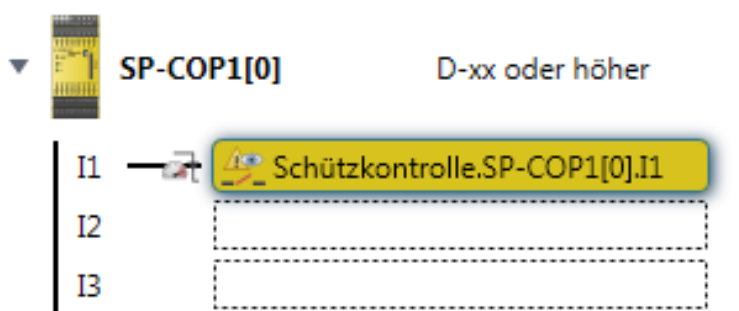 SP-COP1[0] D-xx oder höher
I1 Schützkontrolle.SP-COP1[0].I1
I2
I3